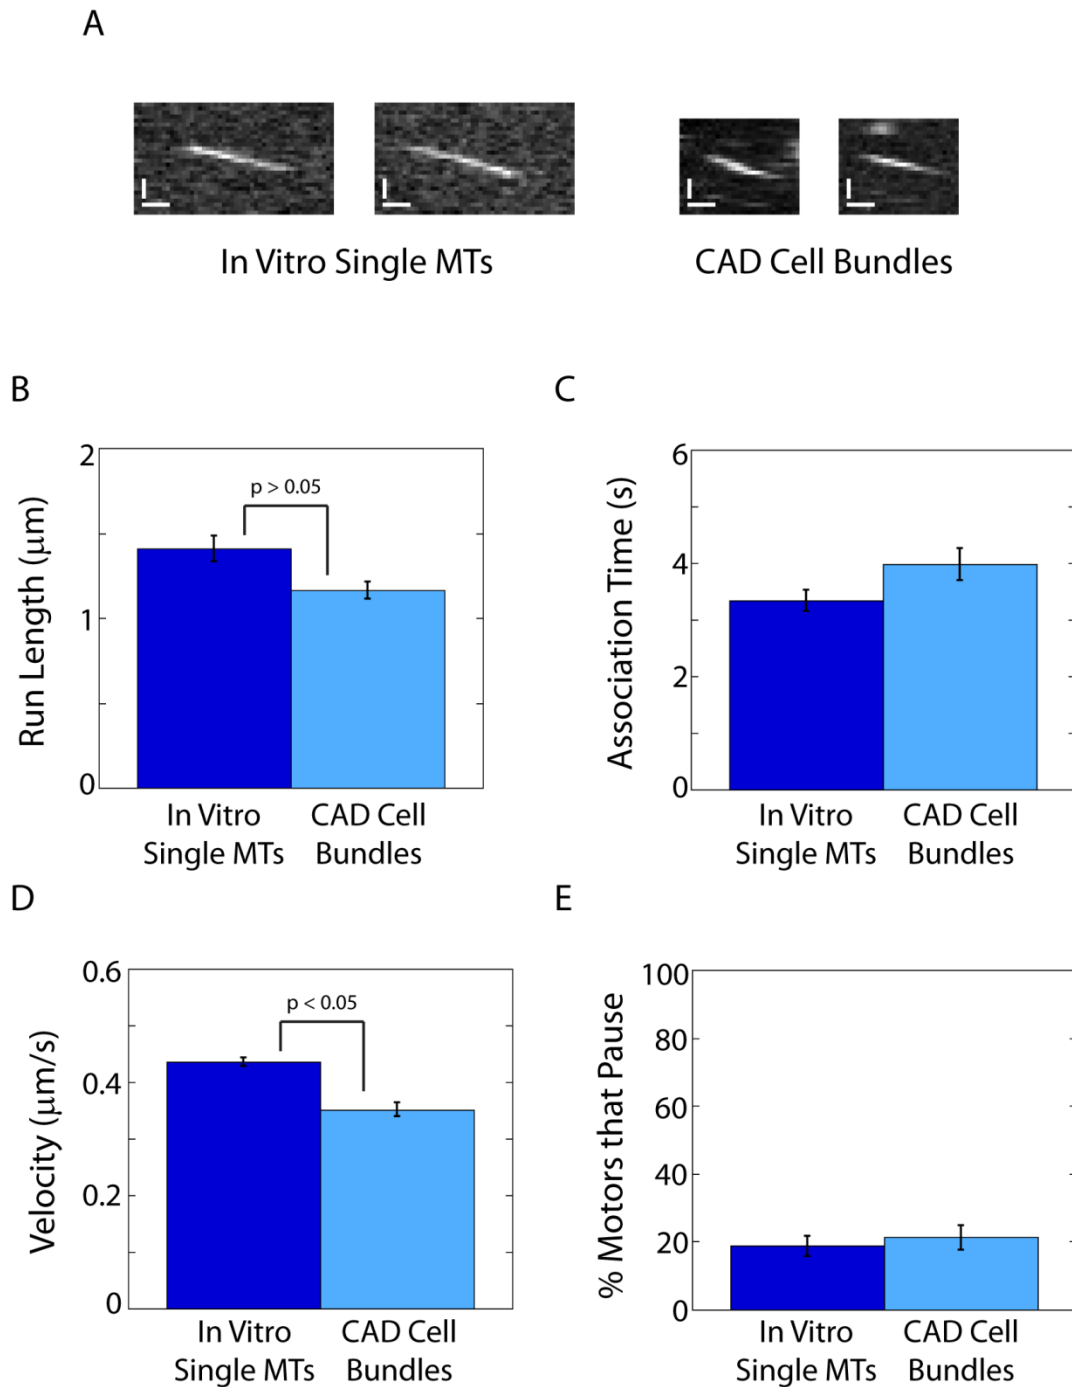 A
In Vitro Single MTs
CAD Cell Bundles
B
2
1
0
Run Length (μm)
p > 0.05
In Vitro
Single MTs
CAD Cell
Bundles
C
6
4
2
0
Association Time (s)
In Vitro
Single MTs
CAD Cell
Bundles
D
0.6
0.4
0.2
0
Velocity (μm/s)
p < 0.05
In Vitro
Single MTs
CAD Cell
Bundles
E
100
80
60
40
20
0
% Motors that Pause
In Vitro
Single MTs
CAD Cell
Bundles